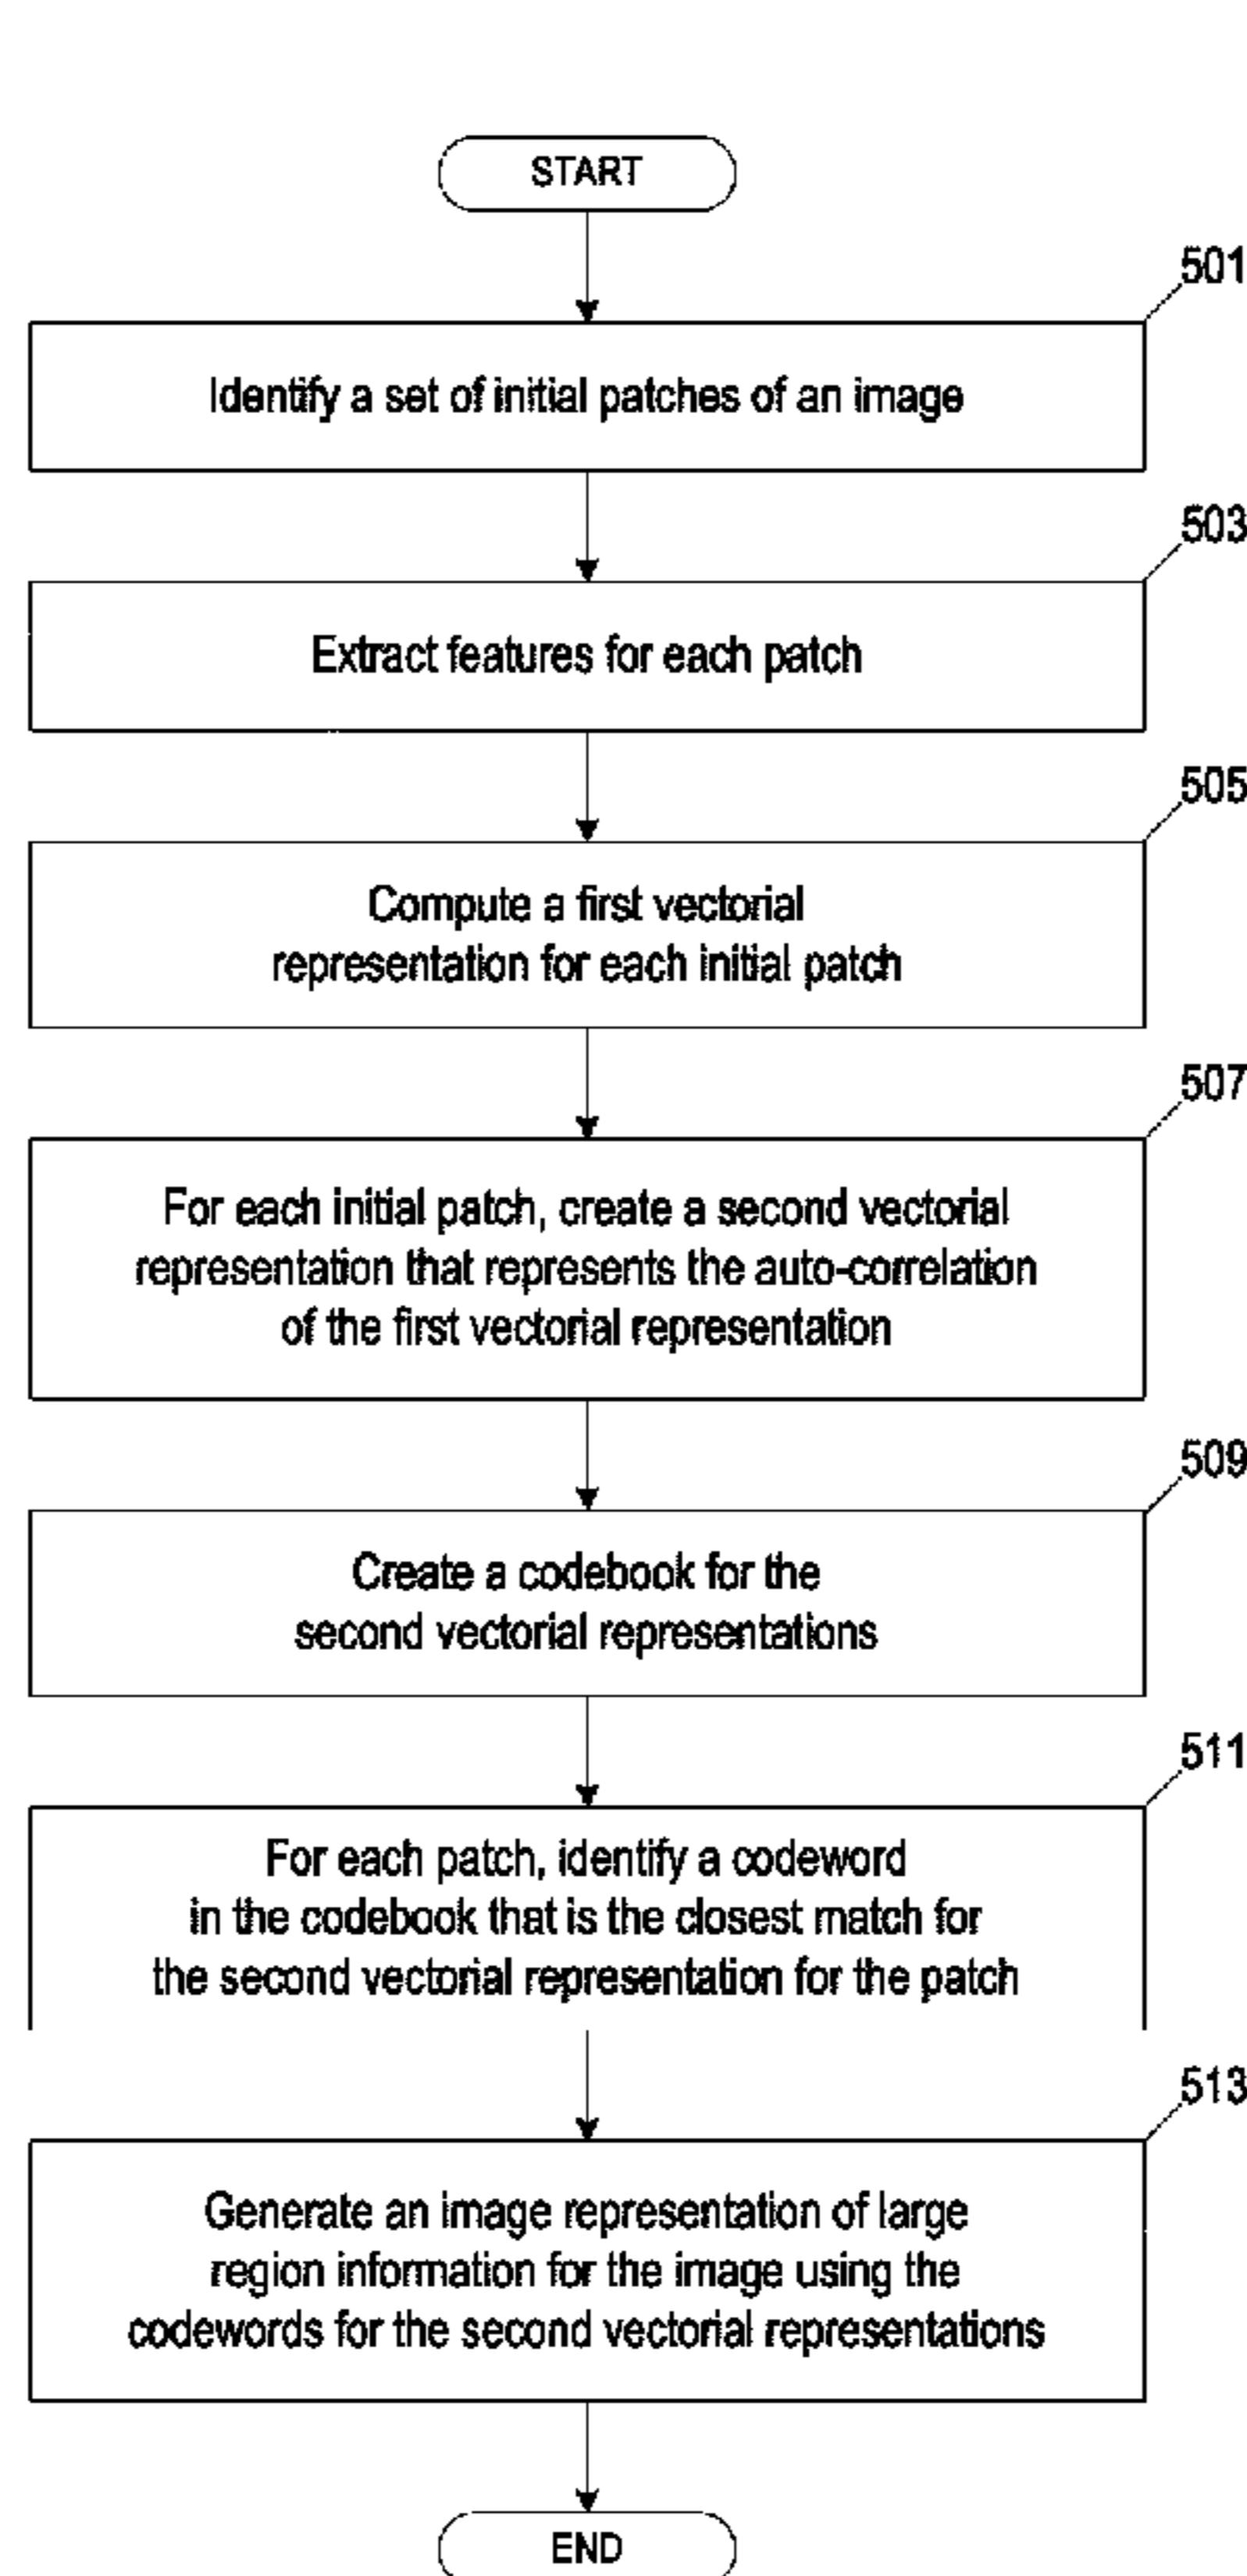 START
501
Identify a set of initial patches of an image
503
Extract features for each patch
505
Compute a first vectorial
representation for each initial patch
507
For each initial patch, create a second vectorial
representation that represents the auto-correlation
of the first vectorial representation
509
Create a codebook for the
second vectorial representations
511
For each patch, identify a codeword
in the codebook that is the closest match for
the second vectorial representation for the patch
513
Generate an image representation of large
region information for the image using the
codewords for the second vectorial representations
END